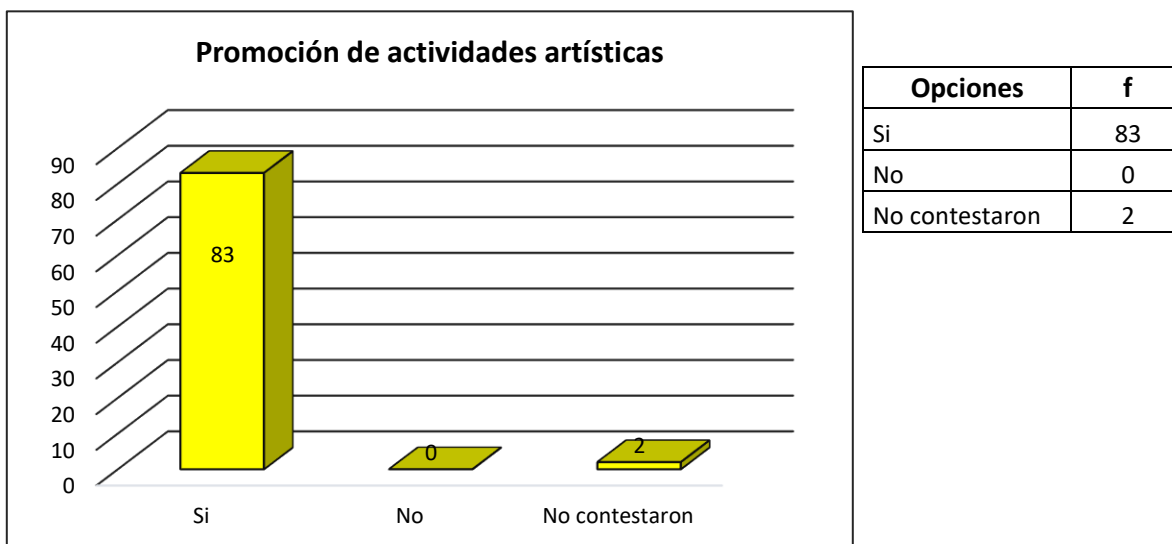 Promoción de actividades artísticas
90
80
70
60
50
40
30
20
10
0
83
0
2
Si No No contestaron
Opciones f
Si 83
No 0
No contestaron 2